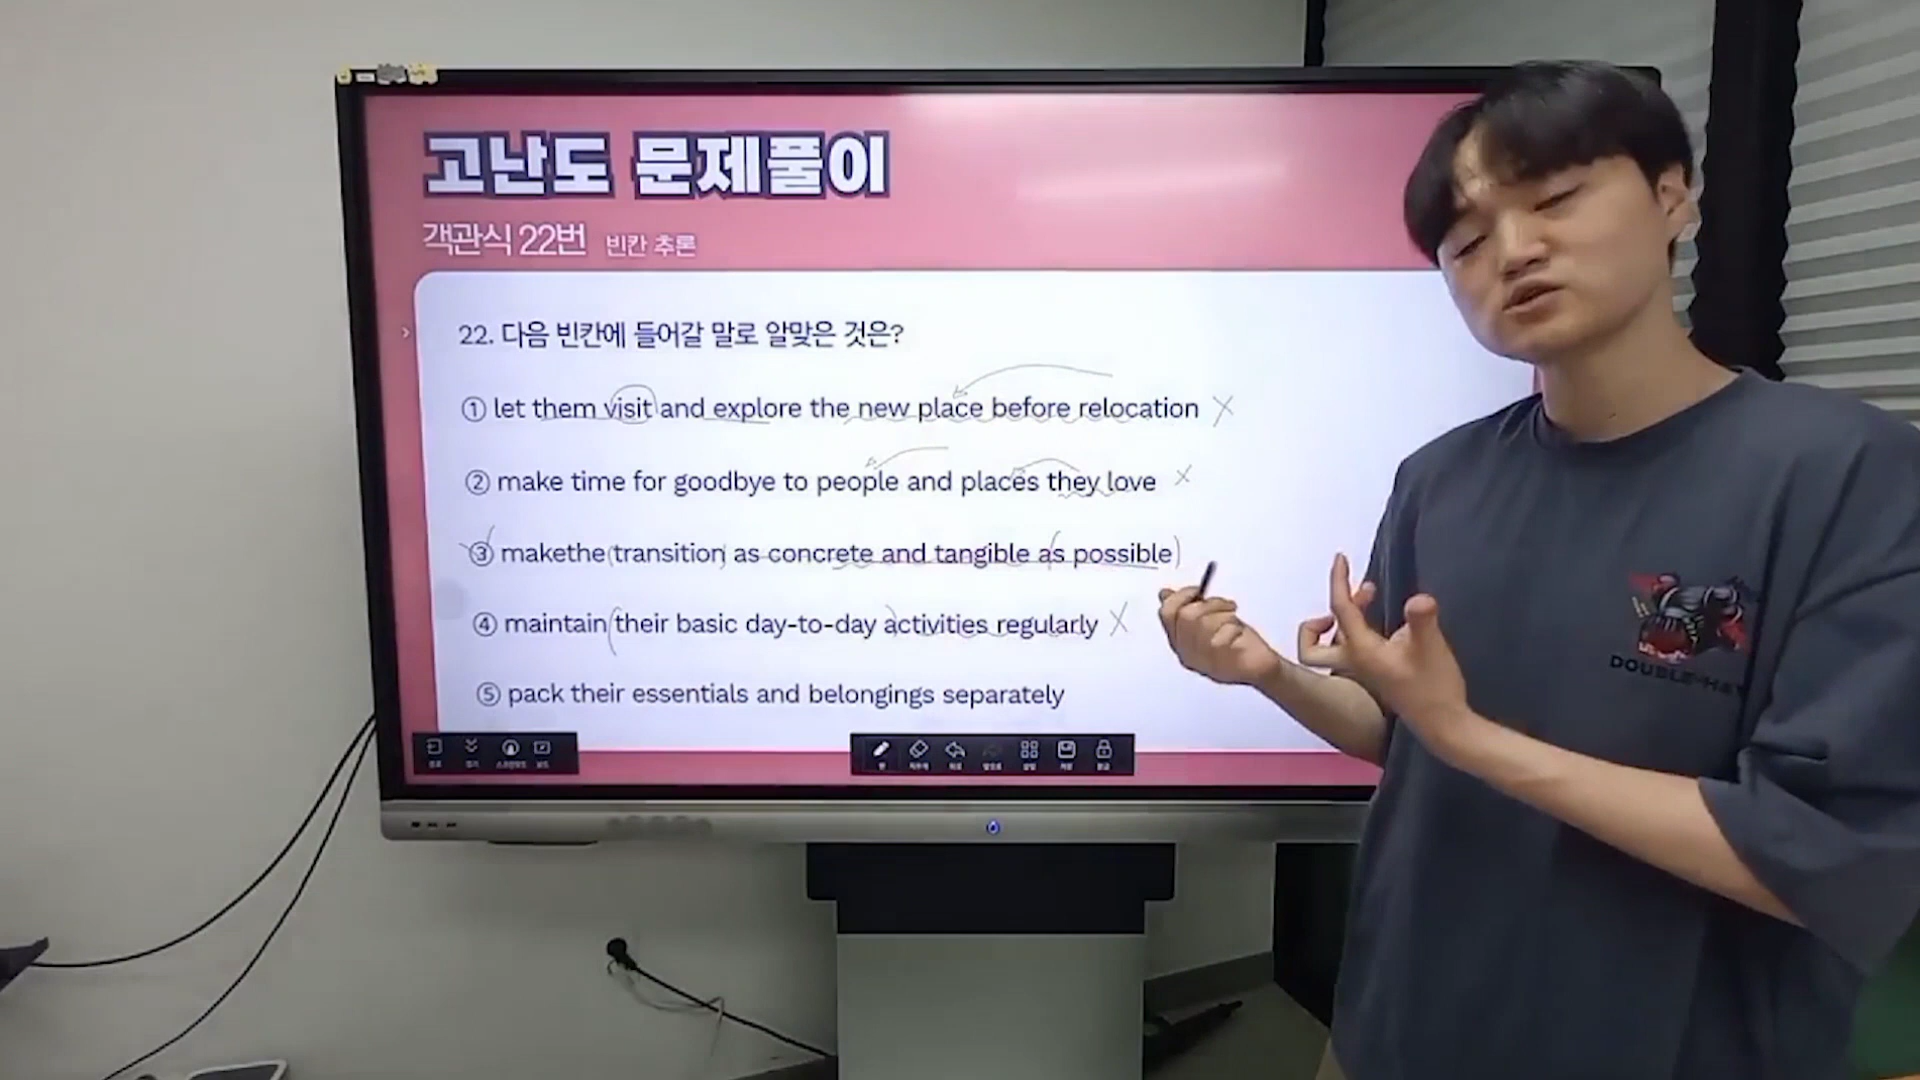 고난도 문제풀이
객관식 22번 빈칸 추론
22. 다음 빈칸에 들어갈 말로 알맞은 것은?
① let them visit and explore the new place before relocation
② make time for goodbye to people and places they love
③ makethe transition as concrete and tangible as possible
④ maintain their basic day-to-day activities regularly
⑤ pack their essentials and belongings separately